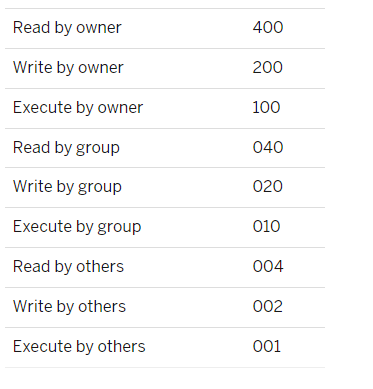 Read by owner 400
Write by owner 200
Execute by owner 100
Read by group 040
Write by group 020
Execute by group 010
Read by others 004
Write by others 002
Execute by others 001